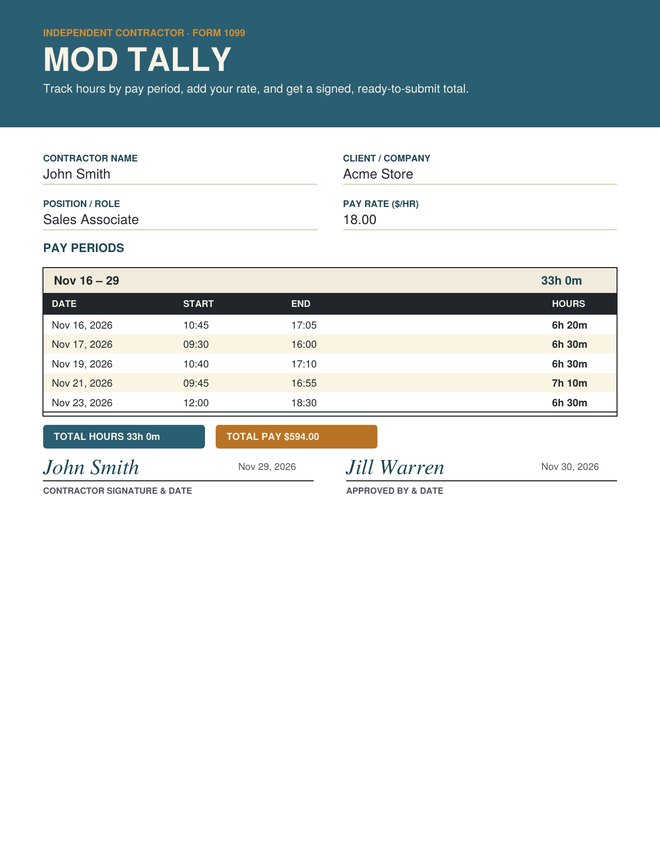 INDEPENDENT CONTRACTOR · FORM 1099
MOD TALLY
Track hours by pay period, add your rate, and get a signed, ready-to-submit total.
CONTRACTOR NAME CLIENT / COMPANY
John Smith Acme Store
POSITION / ROLE PAY RATE ($/HR)
Sales Associate 18.00
PAY PERIODS
Nov 16 – 29 33h 0m
DATE START END HOURS
Nov 16, 2026 10:45 17:05 6h 20m
Nov 17, 2026 09:30 16:00 6h 30m
Nov 19, 2026 10:40 17:10 6h 30m
Nov 21, 2026 09:45 16:55 7h 10m
Nov 23, 2026 12:00 18:30 6h 30m
TOTAL HOURS 33h 0m TOTAL PAY $594.00
John Smith Nov 29, 2026 Jill Warren Nov 30, 2026
CONTRACTOR SIGNATURE & DATE APPROVED BY & DATE